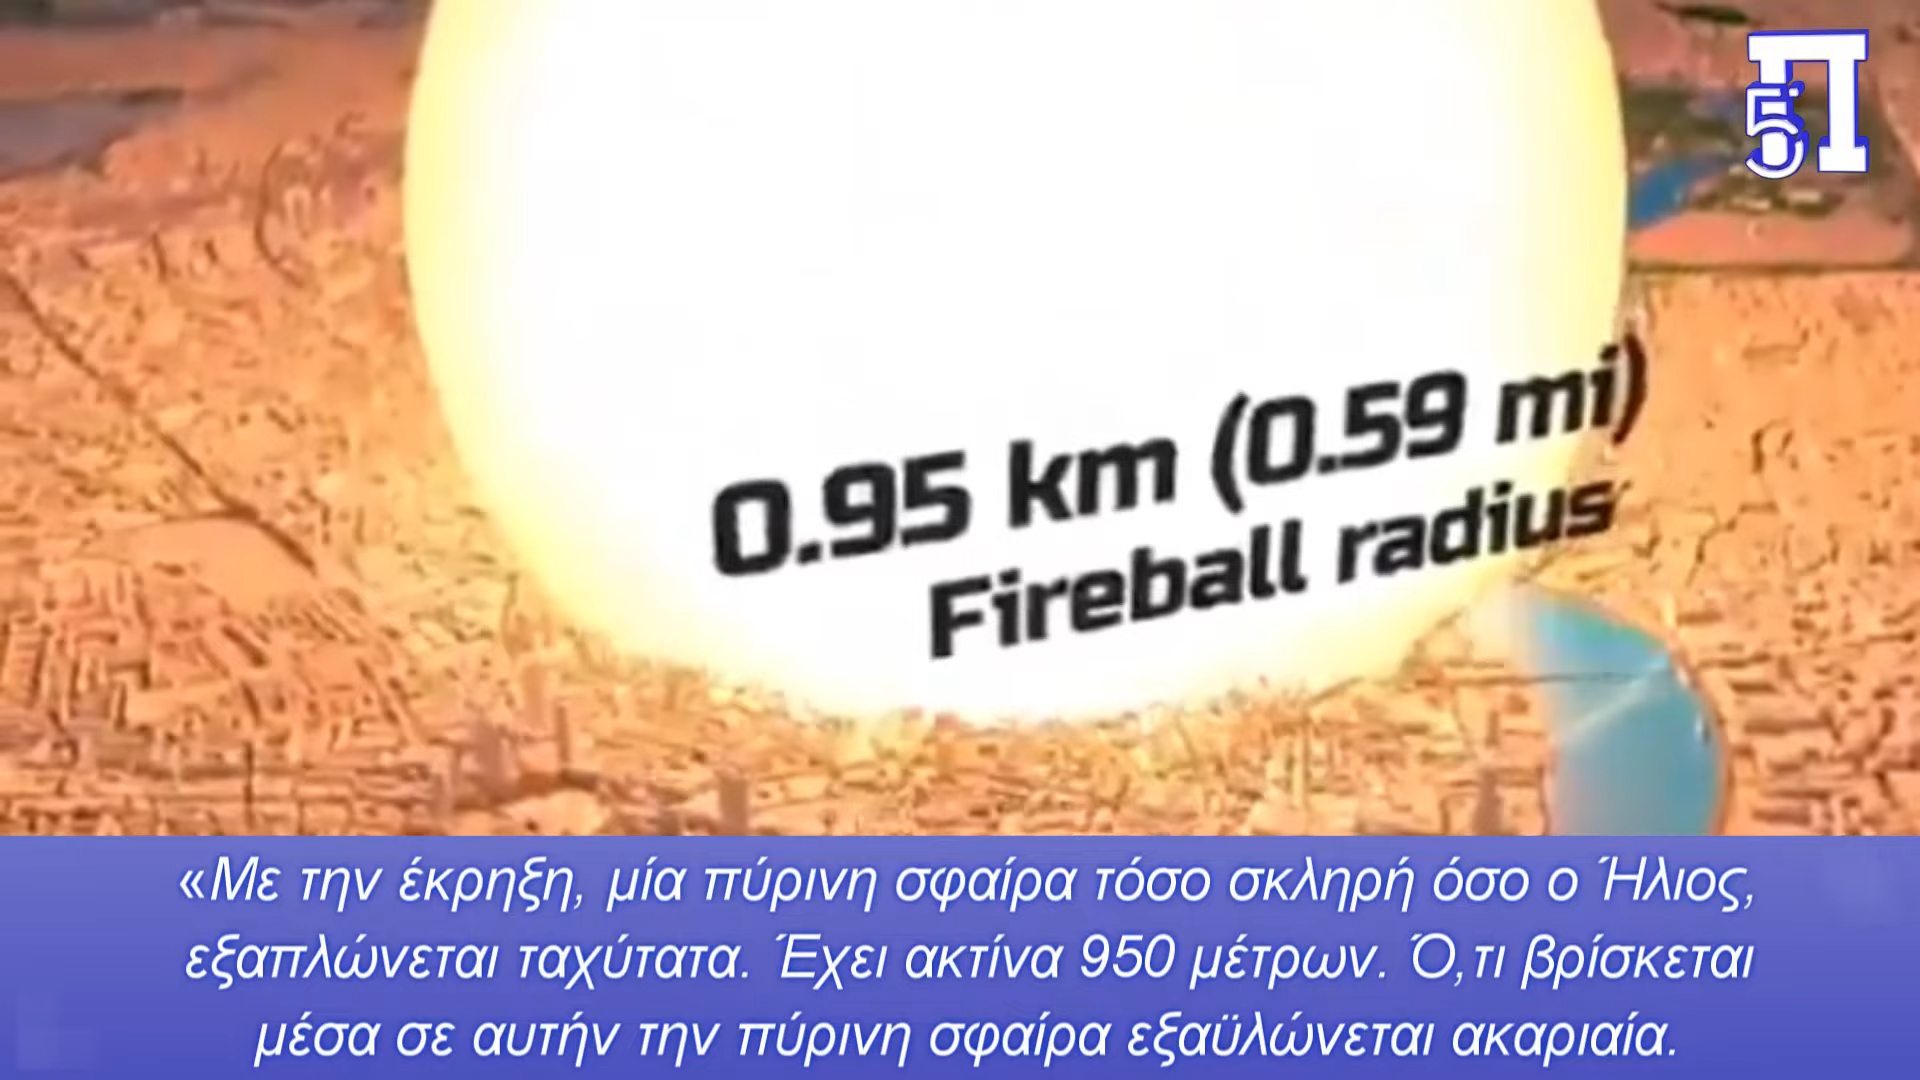 5Π
0.95 km (0.59 mi)
Fireball radius
«Με την έκρηξη, μία πύρινη σφαίρα τόσο σκληρή όσο ο Ήλιος,
εξαπλώνεται ταχύτατα. Έχει ακτίνα 950 μέτρων. Ό,τι βρίσκεται
μέσα σε αυτήν την πύρινη σφαίρα εξαϋλώνεται ακαριαία.